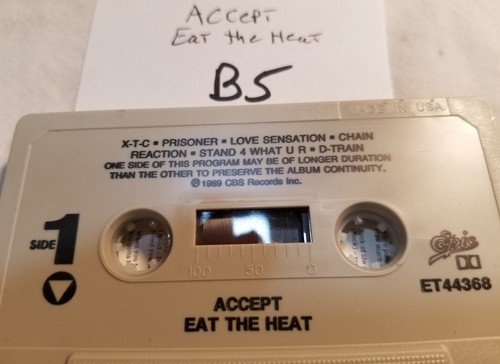 Accept
Eat the Heat
B5
MADE IN USA
X-T-C ▪ PRISONER ▪ LOVE SENSATION ▪ CHAIN
REACTION ▪ STAND 4 WHAT U R ▪ D-TRAIN
ONE SIDE OF THIS PROGRAM MAY BE OF LONGER DURATION
THAN THE OTHER TO PRESERVE THE ALBUM CONTINUITY.
℗ 1989 CBS Records Inc.
SIDE 1
100 50 0
Epic
ET44368
ACCEPT
EAT THE HEAT